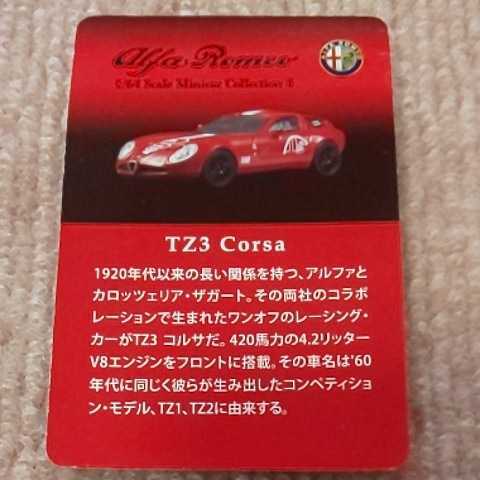 Alfa Romeo
1/64 Scale Minicar Collection
TZ3 Corsa
1920年代以来の長い関係を持つ、アルファと
カロッツェリア・ザガート。その両社のコラボ
レーションで生まれたワンオフのレーシング・
カーがTZ3 コルサだ。420馬力の4.2リッター
V8エンジンをフロントに搭載。その車名は'60
年代に同じく彼らが生み出したコンペティショ
ン・モデル、TZ1、TZ2に由来する。